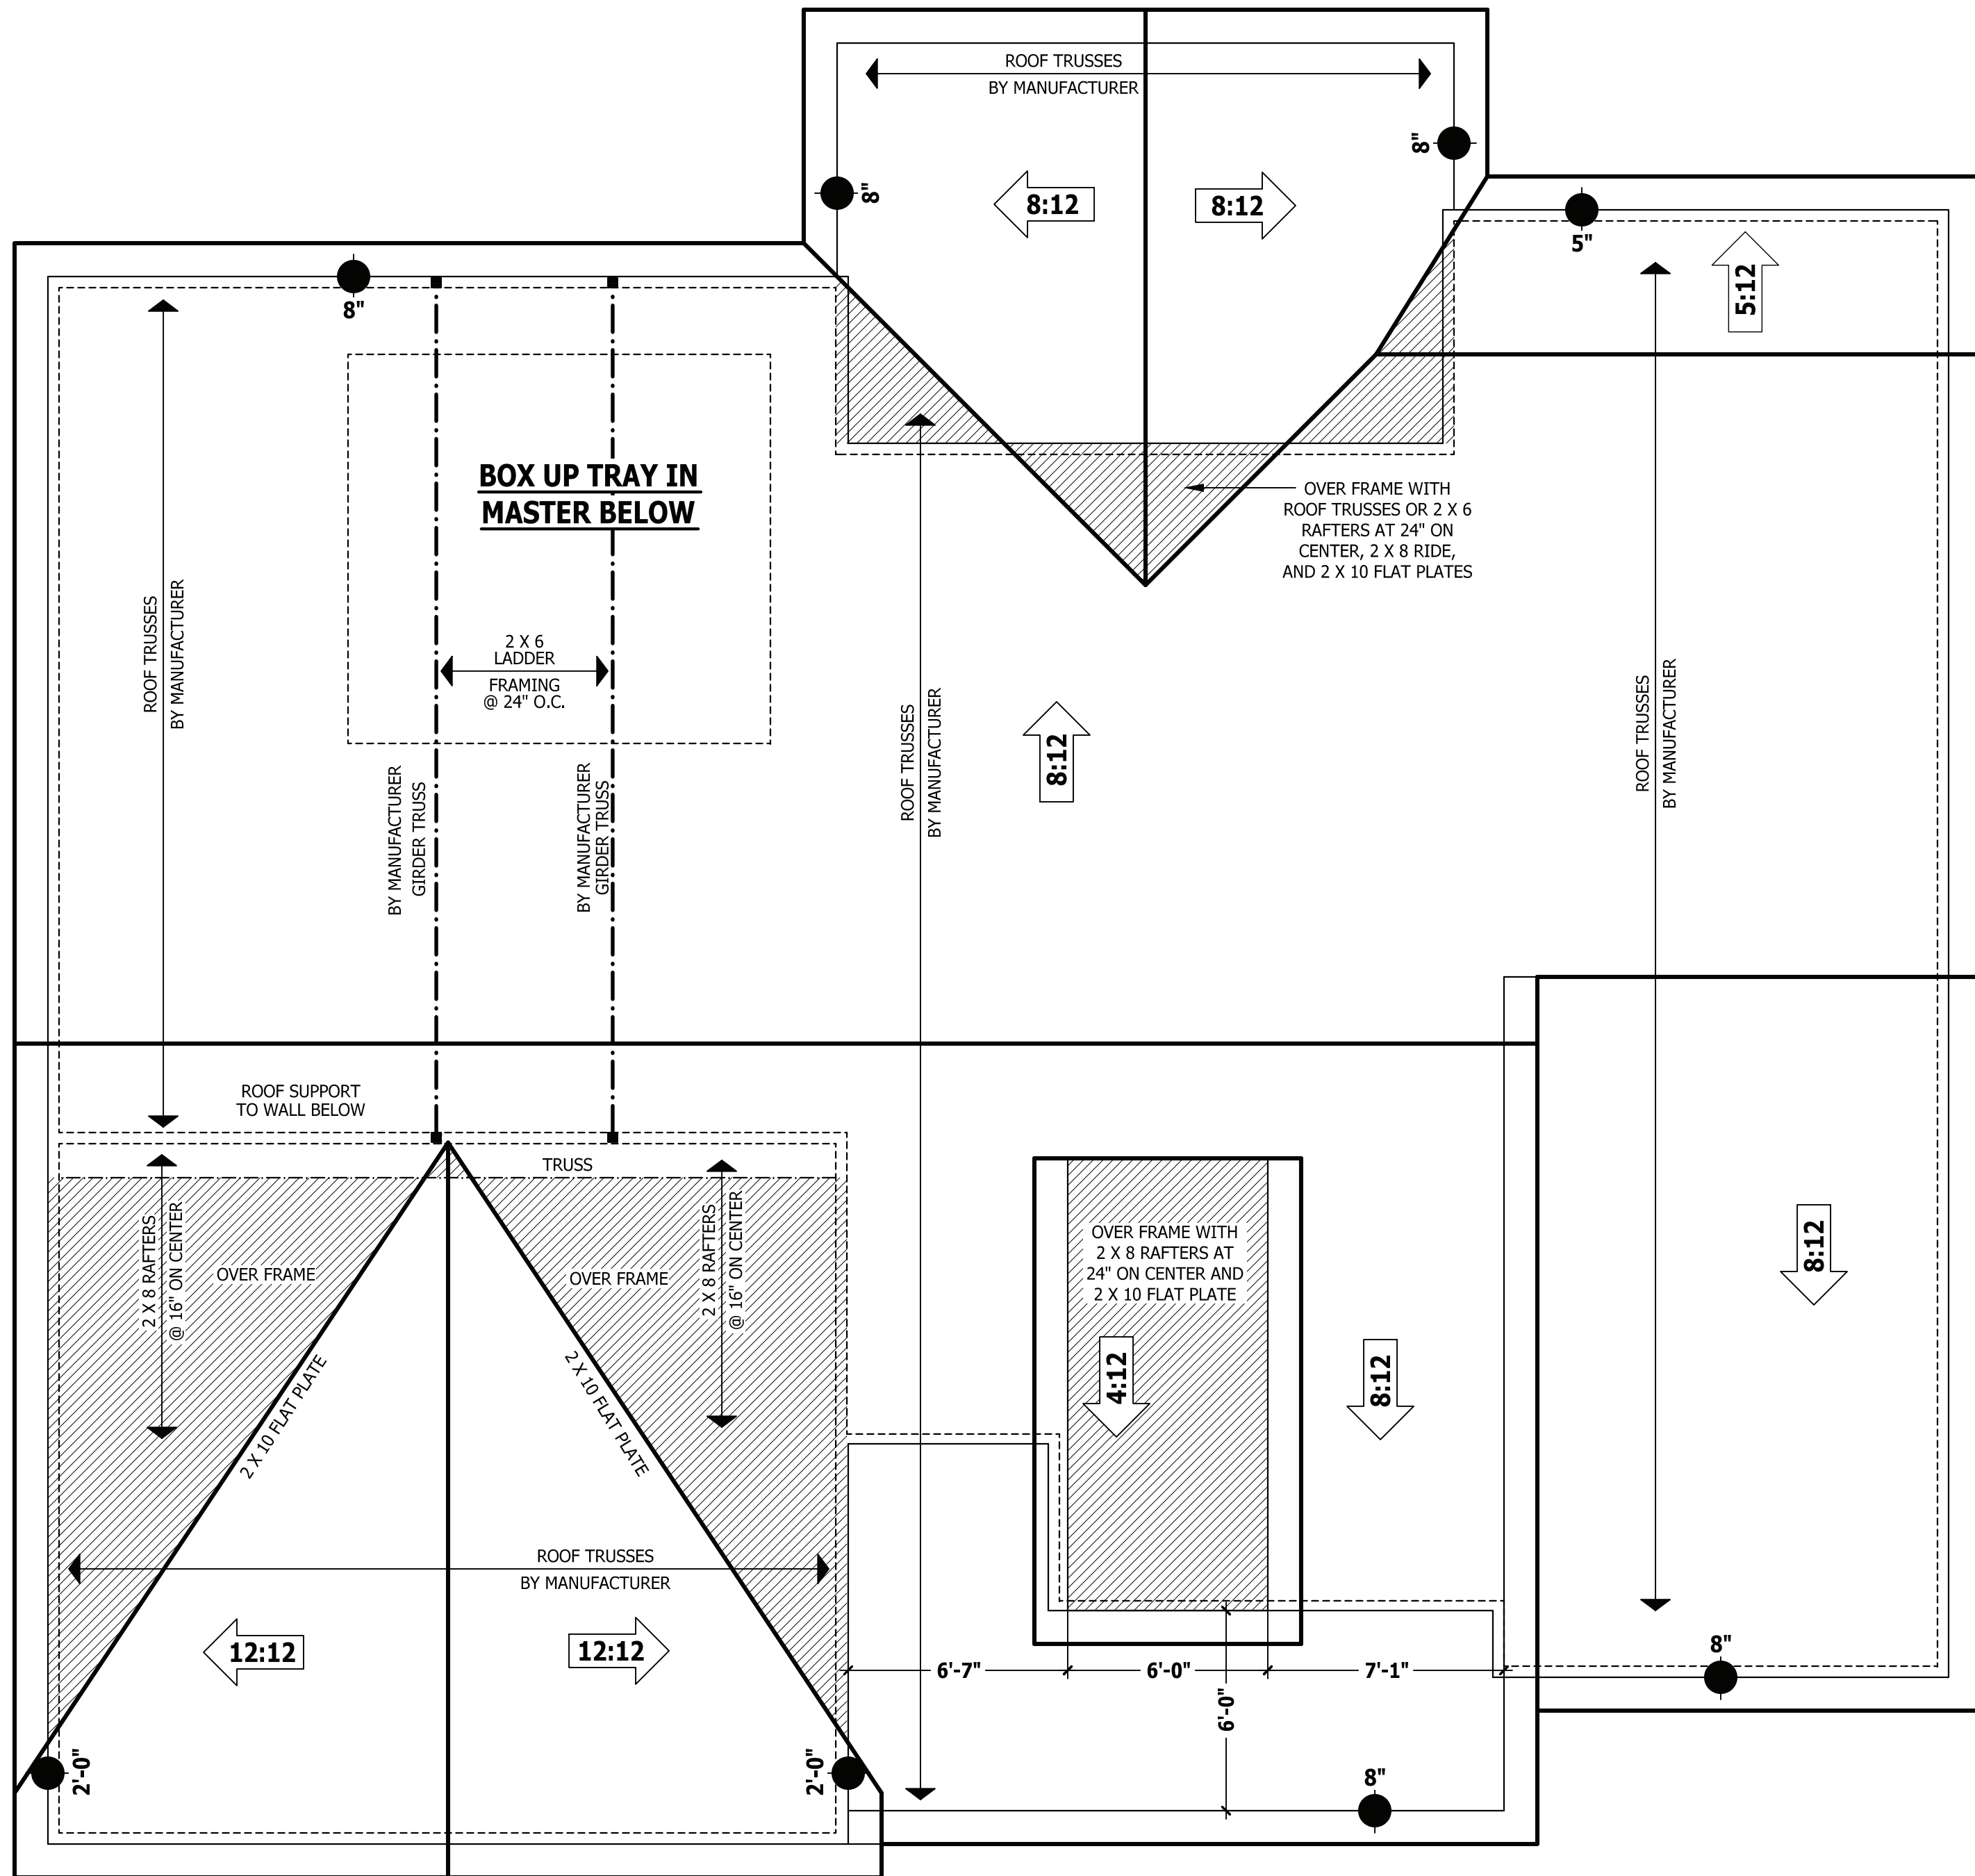 ROOF TRUSSES
BY MANUFACTURER
8"
8"
8:12
8:12
5"
5:12
8"
BOX UP TRAY IN
MASTER BELOW
OVER FRAME WITH
ROOF TRUSSES OR 2 X 6
RAFTERS AT 24" ON
CENTER, 2 X 8 RIDE,
AND 2 X 10 FLAT PLATES
ROOF TRUSSES
BY MANUFACTURER
2 X 6
LADDER
FRAMING
@ 24" O.C.
ROOF TRUSSES
BY MANUFACTURER
8:12
ROOF TRUSSES
BY MANUFACTURER
BY MANUFACTURER
GIRDER TRUSS
BY MANUFACTURER
GIRDER TRUSS
ROOF SUPPORT
TO WALL BELOW
TRUSS
2 X 8 RAFTERS
@ 16" ON CENTER
OVER FRAME
OVER FRAME
2 X 8 RAFTERS
@ 16" ON CENTER
OVER FRAME WITH
2 X 8 RAFTERS AT
24" ON CENTER AND
2 X 10 FLAT PLATE
8:12
4:12
8:12
2 X 10 FLAT PLATE
2 X 10 FLAT PLATE
ROOF TRUSSES
BY MANUFACTURER
12:12
12:12
6'-7"
6'-0"
7'-1"
8"
6'-0"
2'-0"
2'-0"
8"